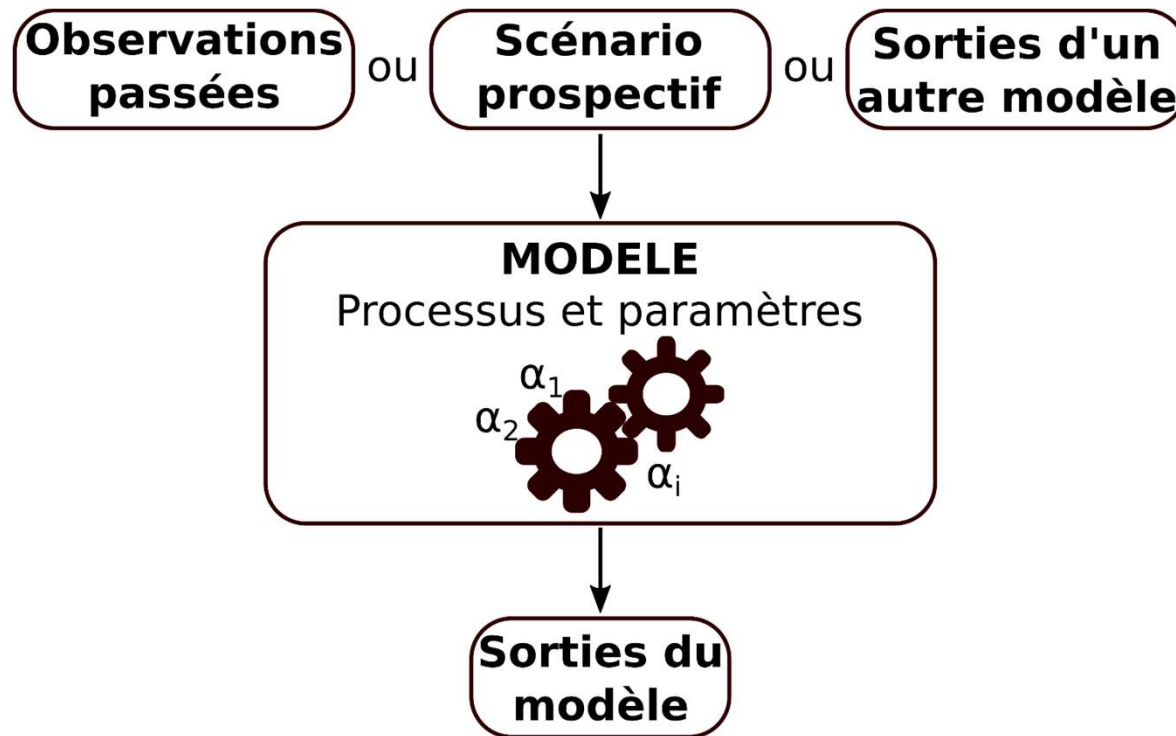 Observations
passées
ou
Scénario
prospectif
ou
Sorties d'un
autre modèle
MODELE
Processus et paramètres
α1
α2
αi
Sorties du
modèle